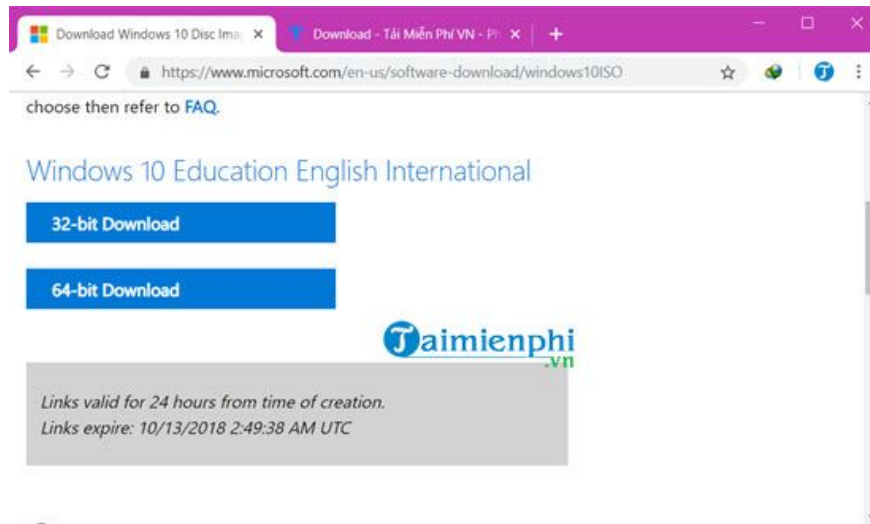 Download Windows 10 Disc Ima
Download - Tải Miễn Phí VN - Ph
https://www.microsoft.com/en-us/software-download/windows10ISO
choose then refer to FAQ.
Windows 10 Education English International
32-bit Download
64-bit Download
Taimienphi
.vn
Links valid for 24 hours from time of creation.
Links expire: 10/13/2018 2:49:38 AM UTC